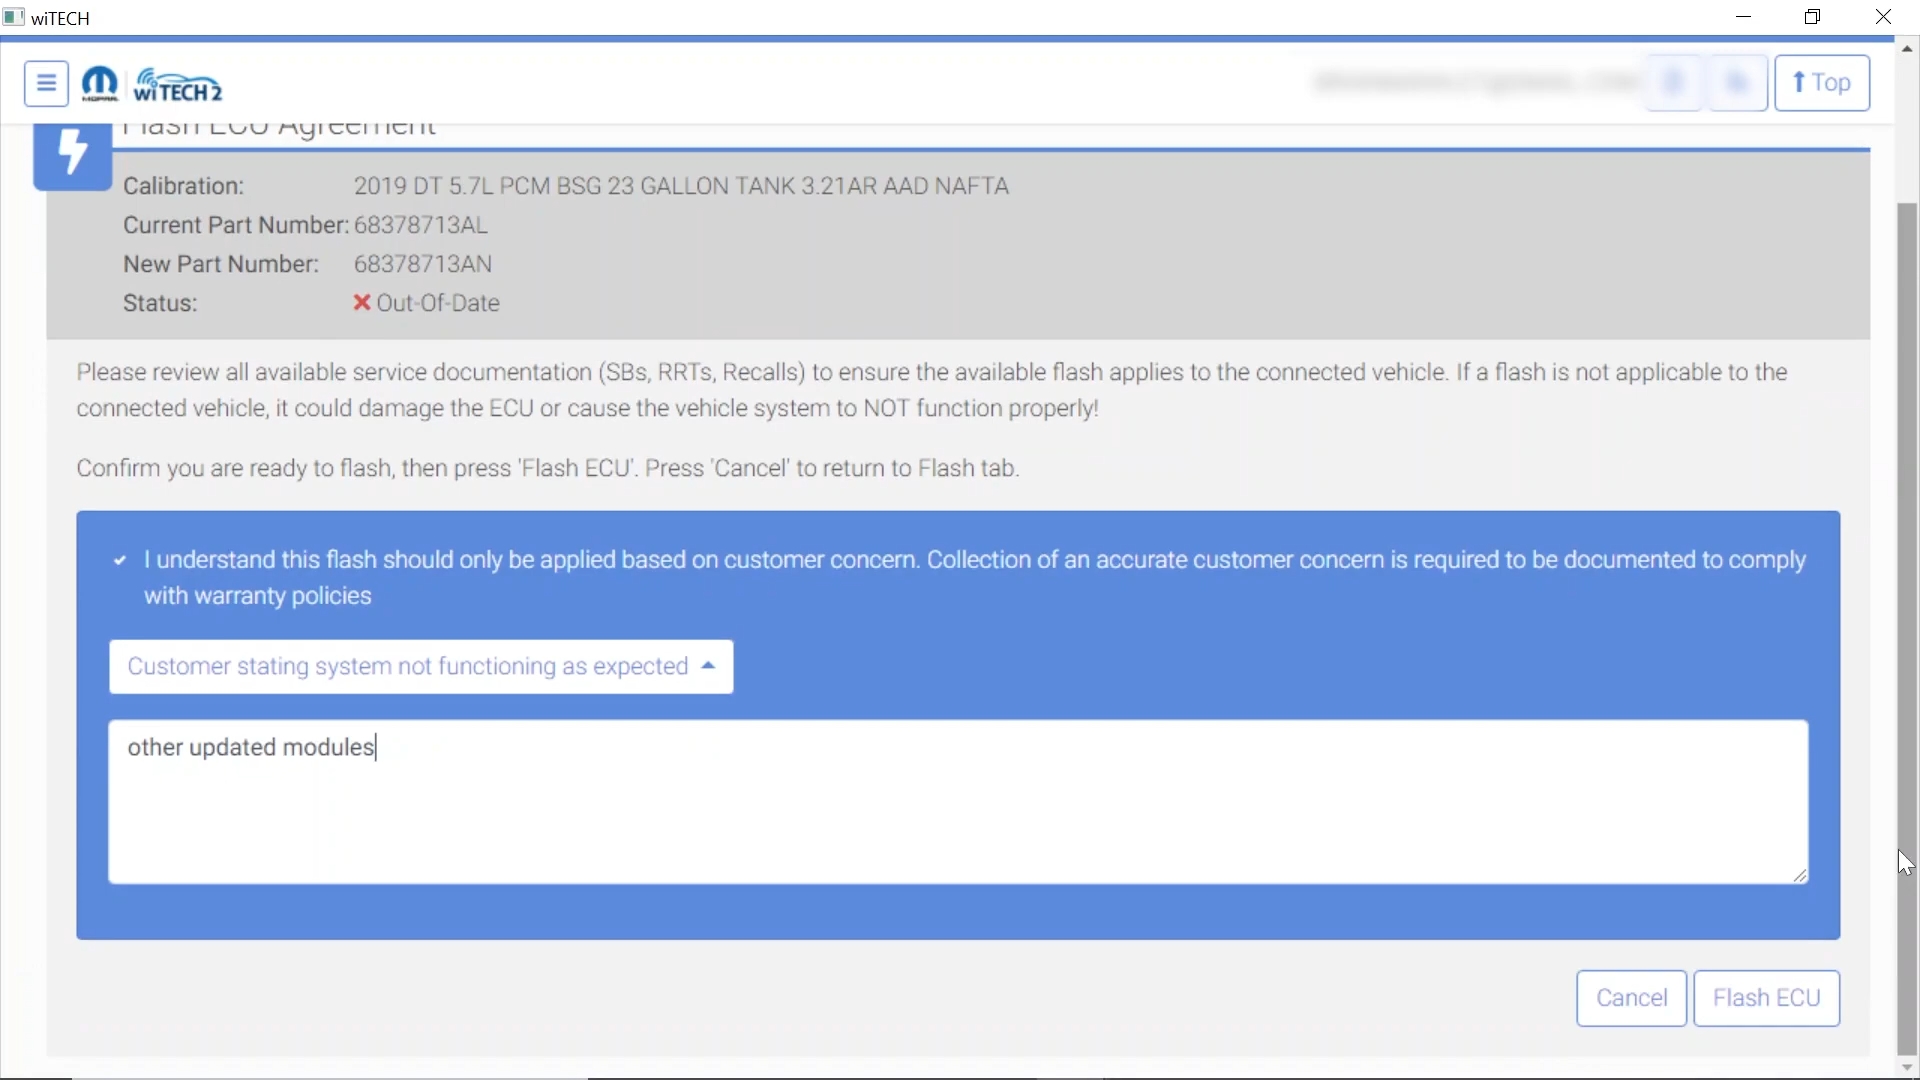 wiTECH
MOPAR
wiTECH 2
Top
Flash ECU Agreement
Calibration: 2019 DT 5.7L PCM BSG 23 GALLON TANK 3.21AR AAD NAFTA
Current Part Number: 68378713AL
New Part Number: 68378713AN
Status: Out-Of-Date
Please review all available service documentation (SBs, RRTs, Recalls) to ensure the available flash applies to the connected vehicle. If a flash is not applicable to the
connected vehicle, it could damage the ECU or cause the vehicle system to NOT function properly!
Confirm you are ready to flash, then press 'Flash ECU'. Press 'Cancel' to return to Flash tab.
I understand this flash should only be applied based on customer concern. Collection of an accurate customer concern is required to be documented to comply
with warranty policies
Customer stating system not functioning as expected
other updated modules
Cancel
Flash ECU